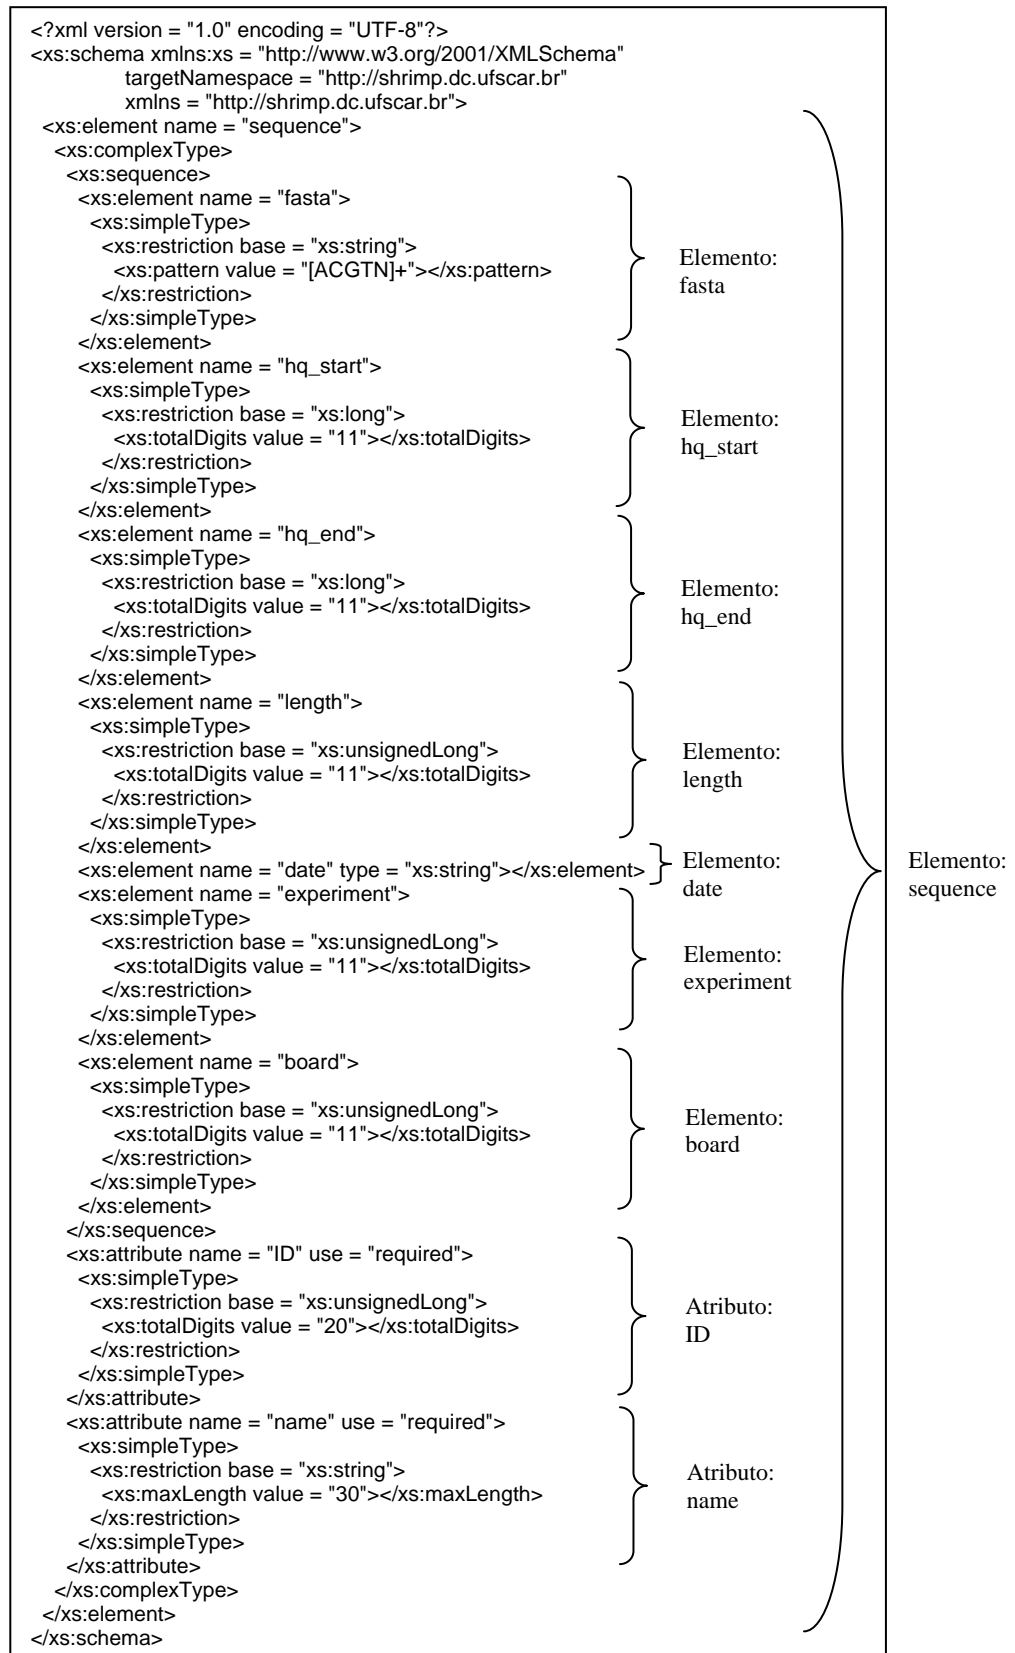 <?xml version = "1.0" encoding = "UTF-8"?>
<xs:schema xmlns:xs = "http://www.w3.org/2001/XMLSchema"
targetNamespace = "http://shrimp.dc.ufscar.br"
xmlns = "http://shrimp.dc.ufscar.br">
<xs:element name = "sequence">
<xs:complexType>
<xs:sequence>
<xs:element name = "fasta">
<xs:simpleType>
<xs:restriction base = "xs:string">
<xs:pattern value = "[ACGTN]+"></xs:pattern>
</xs:restriction>
</xs:simpleType>
</xs:element>
Elemento:
fasta
<xs:element name = "hq_start">
<xs:simpleType>
<xs:restriction base = "xs:long">
<xs:totalDigits value = "11"></xs:totalDigits>
</xs:restriction>
</xs:simpleType>
</xs:element>
Elemento:
hq_start
<xs:element name = "hq_end">
<xs:simpleType>
<xs:restriction base = "xs:long">
<xs:totalDigits value = "11"></xs:totalDigits>
</xs:restriction>
</xs:simpleType>
</xs:element>
Elemento:
hq_end
<xs:element name = "length">
<xs:simpleType>
<xs:restriction base = "xs:unsignedLong">
<xs:totalDigits value = "11"></xs:totalDigits>
</xs:restriction>
</xs:simpleType>
</xs:element>
Elemento:
length
<xs:element name = "date" type = "xs:string"></xs:element>
Elemento:
date
<xs:element name = "experiment">
<xs:simpleType>
<xs:restriction base = "xs:unsignedLong">
<xs:totalDigits value = "11"></xs:totalDigits>
</xs:restriction>
</xs:simpleType>
</xs:element>
Elemento:
experiment
<xs:element name = "board">
<xs:simpleType>
<xs:restriction base = "xs:unsignedLong">
<xs:totalDigits value = "11"></xs:totalDigits>
</xs:restriction>
</xs:simpleType>
</xs:element>
Elemento:
board
</xs:sequence>
<xs:attribute name = "ID" use = "required">
<xs:simpleType>
<xs:restriction base = "xs:unsignedLong">
<xs:totalDigits value = "20"></xs:totalDigits>
</xs:restriction>
</xs:simpleType>
</xs:attribute>
Atributo:
ID
<xs:attribute name = "name" use = "required">
<xs:simpleType>
<xs:restriction base = "xs:string">
<xs:maxLength value = "30"></xs:maxLength>
</xs:restriction>
</xs:simpleType>
</xs:attribute>
Atributo:
name
</xs:complexType>
</xs:element>
</xs:schema>
Elemento:
sequence